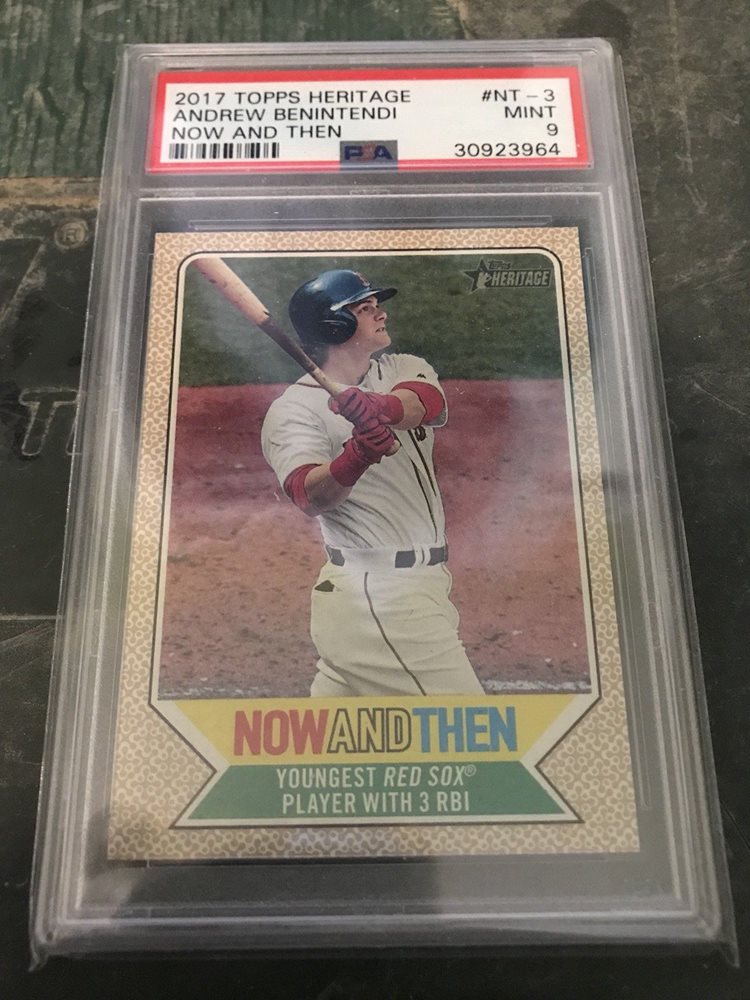 2017 TOPPS HERITAGE #NT-3
ANDREW BENINTENDI MINT
NOW AND THEN 9
PSA 30923964
Topps
HERITAGE
NOWANDTHEN
YOUNGEST RED SOX®
PLAYER WITH 3 RBI